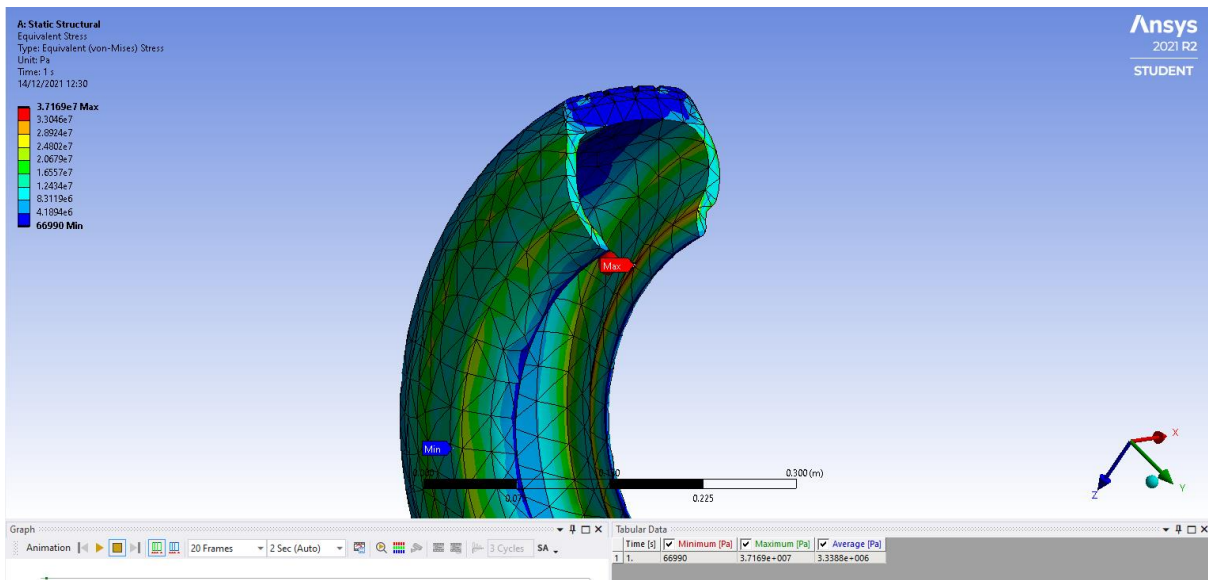 A: Static Structural
Equivalent Stress
Type: Equivalent (von-Mises) Stress
Unit: Pa
Time: 1 s
14/12/2021 12:30
3.7169e7 Max
3.3046e7
2.8924e7
2.4802e7
2.0679e7
1.6557e7
1.2434e7
8.3119e6
4.1894e6
66990 Min
Ansys
2021 R2
STUDENT
Max
Min
0.300 (m)
0.225
X
Y
Z
Graph
Animation 20 Frames 2 Sec (Auto) 3 Cycles SA
Tabular Data
Time [s] Minimum [Pa] Maximum [Pa] Average [Pa]
1 1. 66990 3.7169e+007 3.3388e+006